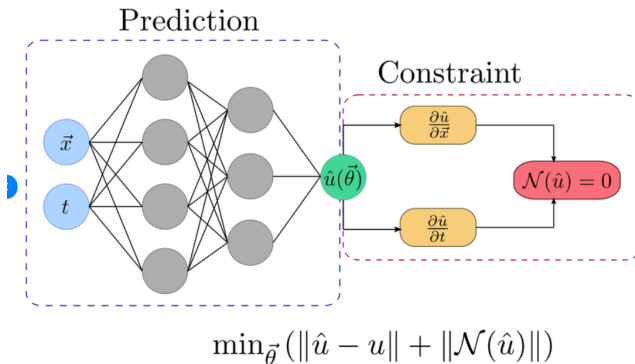 Prediction
Constraint
x⃗
t
û(θ⃗)
∂û/∂x⃗
∂û/∂t
𝒩(û) = 0
min_θ⃗ (‖û − u‖ + ‖𝒩(û)‖)